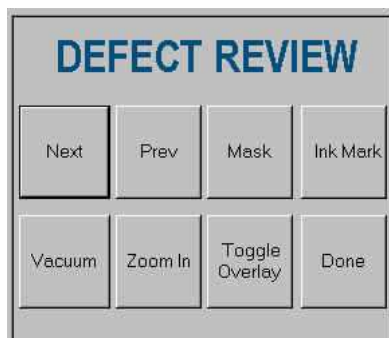 DEFECT REVIEW
Next
Prev
Mask
Ink Mark
Vacuum
Zoom In
Toggle
Overlay
Done